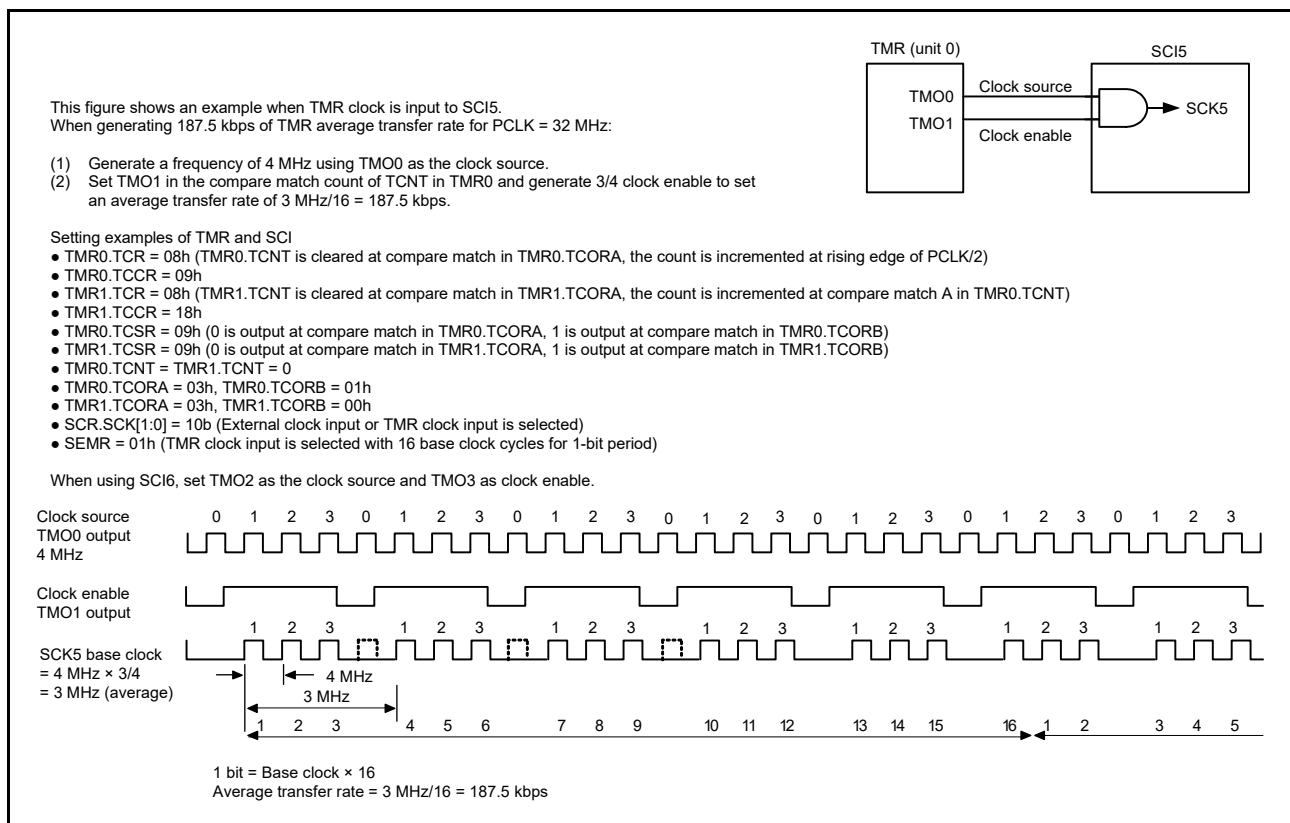 TMR (unit 0)
SCI5
TMO0
Clock source
TMO1
Clock enable
SCK5
This figure shows an example when TMR clock is input to SCI5.
When generating 187.5 kbps of TMR average transfer rate for PCLK = 32 MHz:
(1) Generate a frequency of 4 MHz using TMO0 as the clock source.
(2) Set TMO1 in the compare match count of TCNT in TMR0 and generate 3/4 clock enable to set
an average transfer rate of 3 MHz/16 = 187.5 kbps.
Setting examples of TMR and SCI
● TMR0.TCR = 08h (TMR0.TCNT is cleared at compare match in TMR0.TCORA, the count is incremented at rising edge of PCLK/2)
● TMR0.TCCR = 09h
● TMR1.TCR = 08h (TMR1.TCNT is cleared at compare match in TMR1.TCORA, the count is incremented at compare match A in TMR0.TCNT)
● TMR1.TCCR = 18h
● TMR0.TCSR = 09h (0 is output at compare match in TMR0.TCORA, 1 is output at compare match in TMR0.TCORB)
● TMR1.TCSR = 09h (0 is output at compare match in TMR1.TCORA, 1 is output at compare match in TMR1.TCORB)
● TMR0.TCNT = TMR1.TCNT = 0
● TMR0.TCORA = 03h, TMR0.TCORB = 01h
● TMR1.TCORA = 03h, TMR1.TCORB = 00h
● SCR.SCK[1:0] = 10b (External clock input or TMR clock input is selected)
● SEMR = 01h (TMR clock input is selected with 16 base clock cycles for 1-bit period)
When using SCI6, set TMO2 as the clock source and TMO3 as clock enable.
Clock source
TMO0 output
4 MHz
0 1 2 3 0 1 2 3 0 1 2 3 0 1 2 3 0 1 2 3 0 1 2 3 0 1 2 3
Clock enable
TMO1 output
1 2 3 1 2 3 1 2 3 1 2 3 1 2 3 1 2 3 1 2 3
SCK5 base clock
= 4 MHz × 3/4
= 3 MHz (average)
4 MHz
3 MHz
1 2 3 4 5 6 7 8 9 10 11 12 13 14 15 16 1 2 3 4 5
1 bit = Base clock × 16
Average transfer rate = 3 MHz/16 = 187.5 kbps